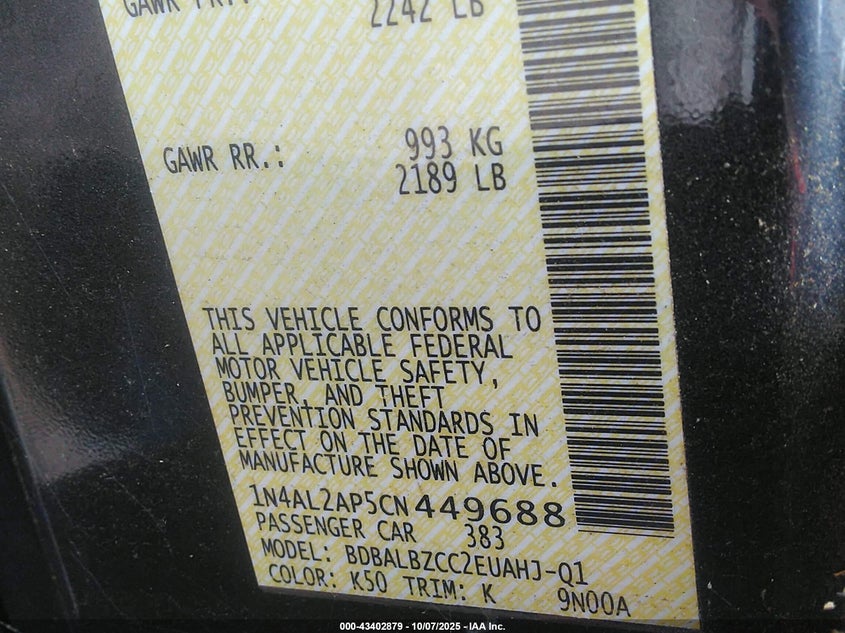 GAWR FR.:
2242 LB
GAWR RR.: 993 KG
2189 LB
THIS VEHICLE CONFORMS TO
ALL APPLICABLE FEDERAL
MOTOR VEHICLE SAFETY,
BUMPER, AND THEFT
PREVENTION STANDARDS IN
EFFECT ON THE DATE OF
MANUFACTURE SHOWN ABOVE.
1N4AL2AP5CN449688
PASSENGER CAR 383
MODEL: BDBALBZCC2EUAHJ-Q1
COLOR: K50 TRIM: K 9N00A
000-43402879 - 10/07/2025 - IAA Inc.